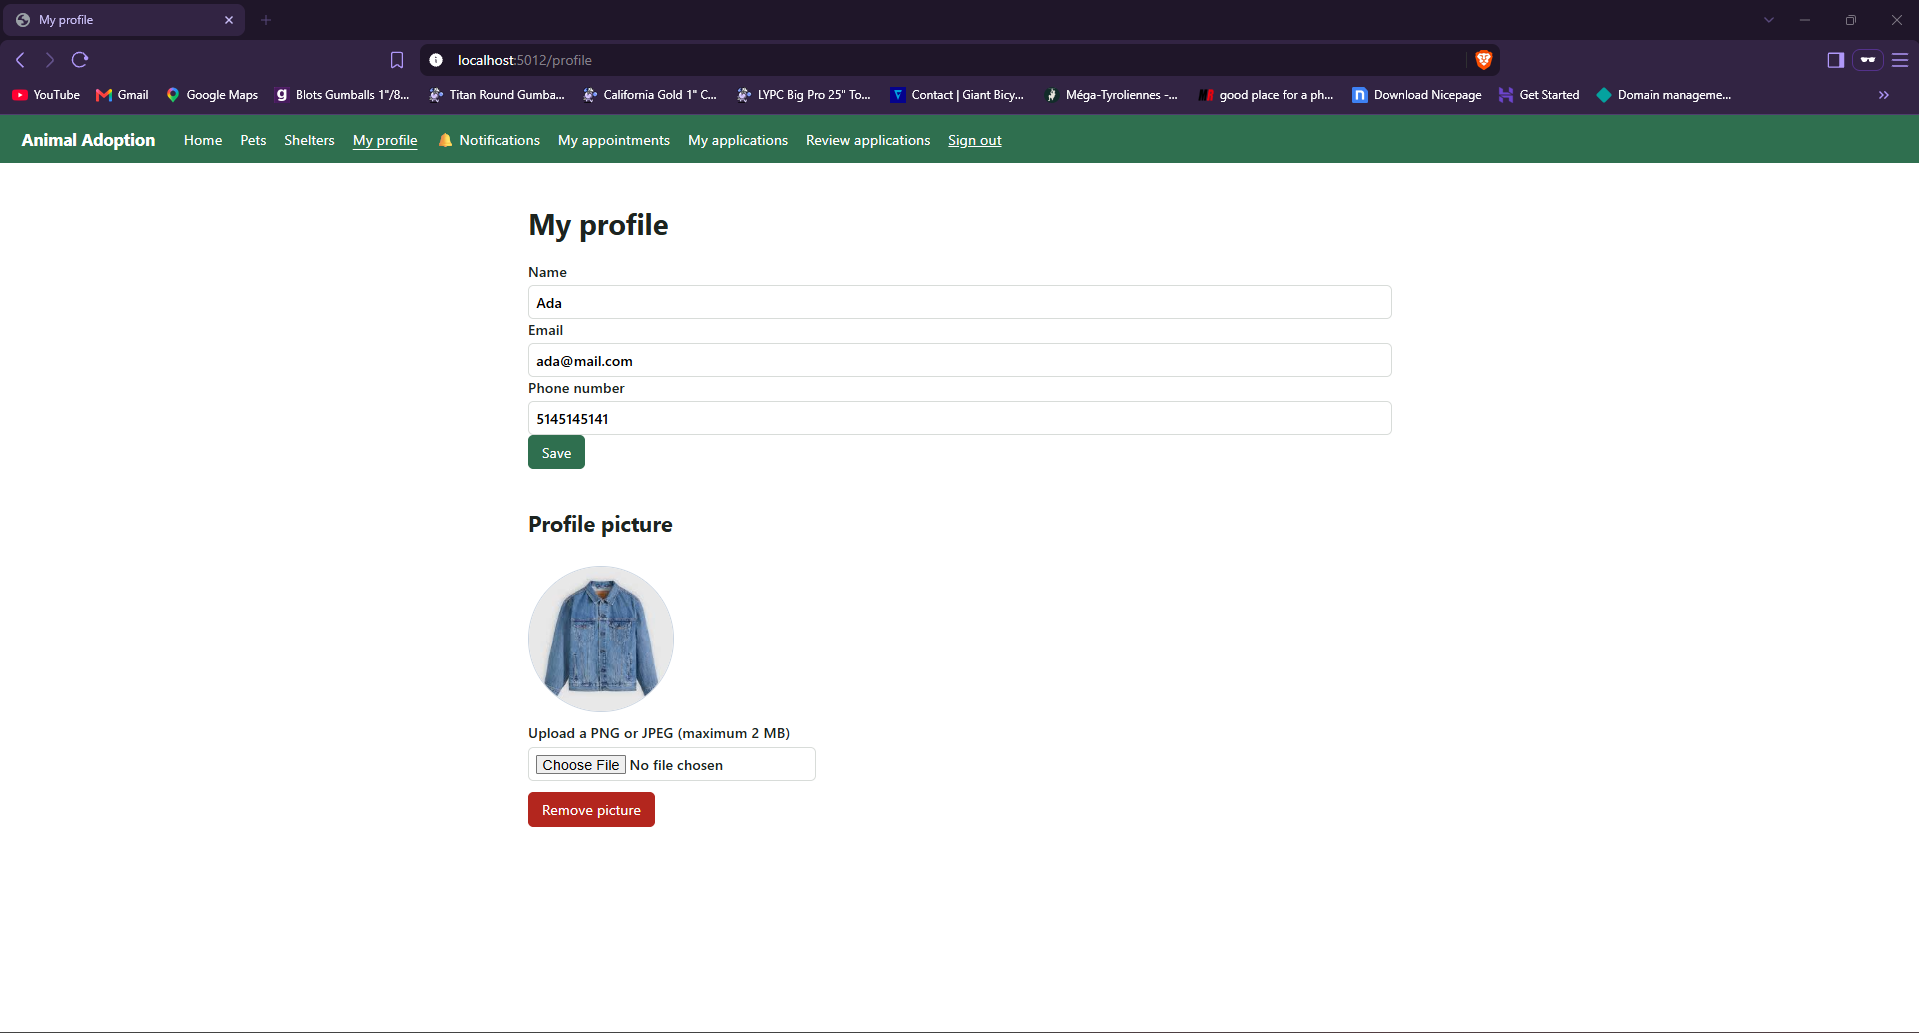 My profile
localhost:5012/profile
YouTube Gmail Google Maps Blots Gumballs 1"/8... Titan Round Gumba... California Gold 1" C... LYPC Big Pro 25" To... Contact | Giant Bicy... Méga-Tyroliennes -... good place for a ph... Download Nicepage Get Started Domain manageme...
Animal Adoption Home Pets Shelters My profile Notifications My appointments My applications Review applications Sign out
My profile
Name
Ada
Email
ada@mail.com
Phone number
5145145141
Save
Profile picture
Upload a PNG or JPEG (maximum 2 MB)
Choose File No file chosen
Remove picture